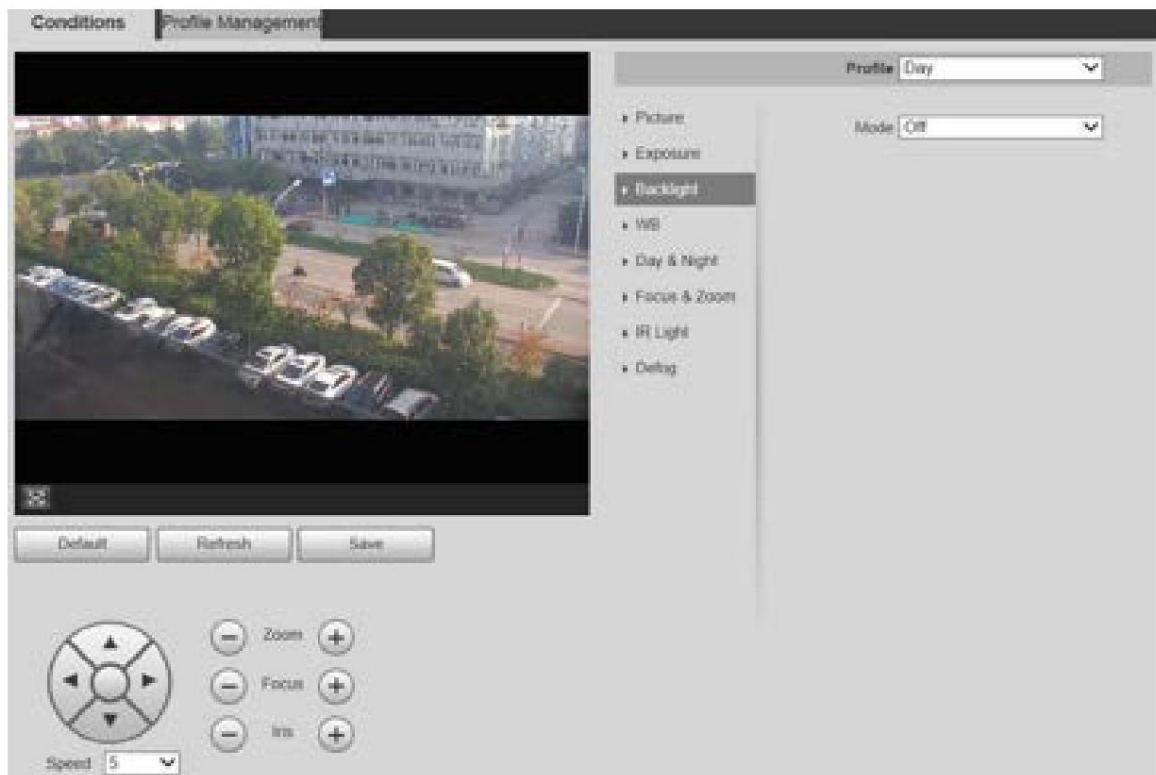 Conditions
Profile Management
Profile Day
Picture
Exposure
Backlight
WB
Day & Night
Focus & Zoom
IR Light
Defog
Mode Off
Default
Refresh
Save
Zoom
Focus
Iris
Speed 5